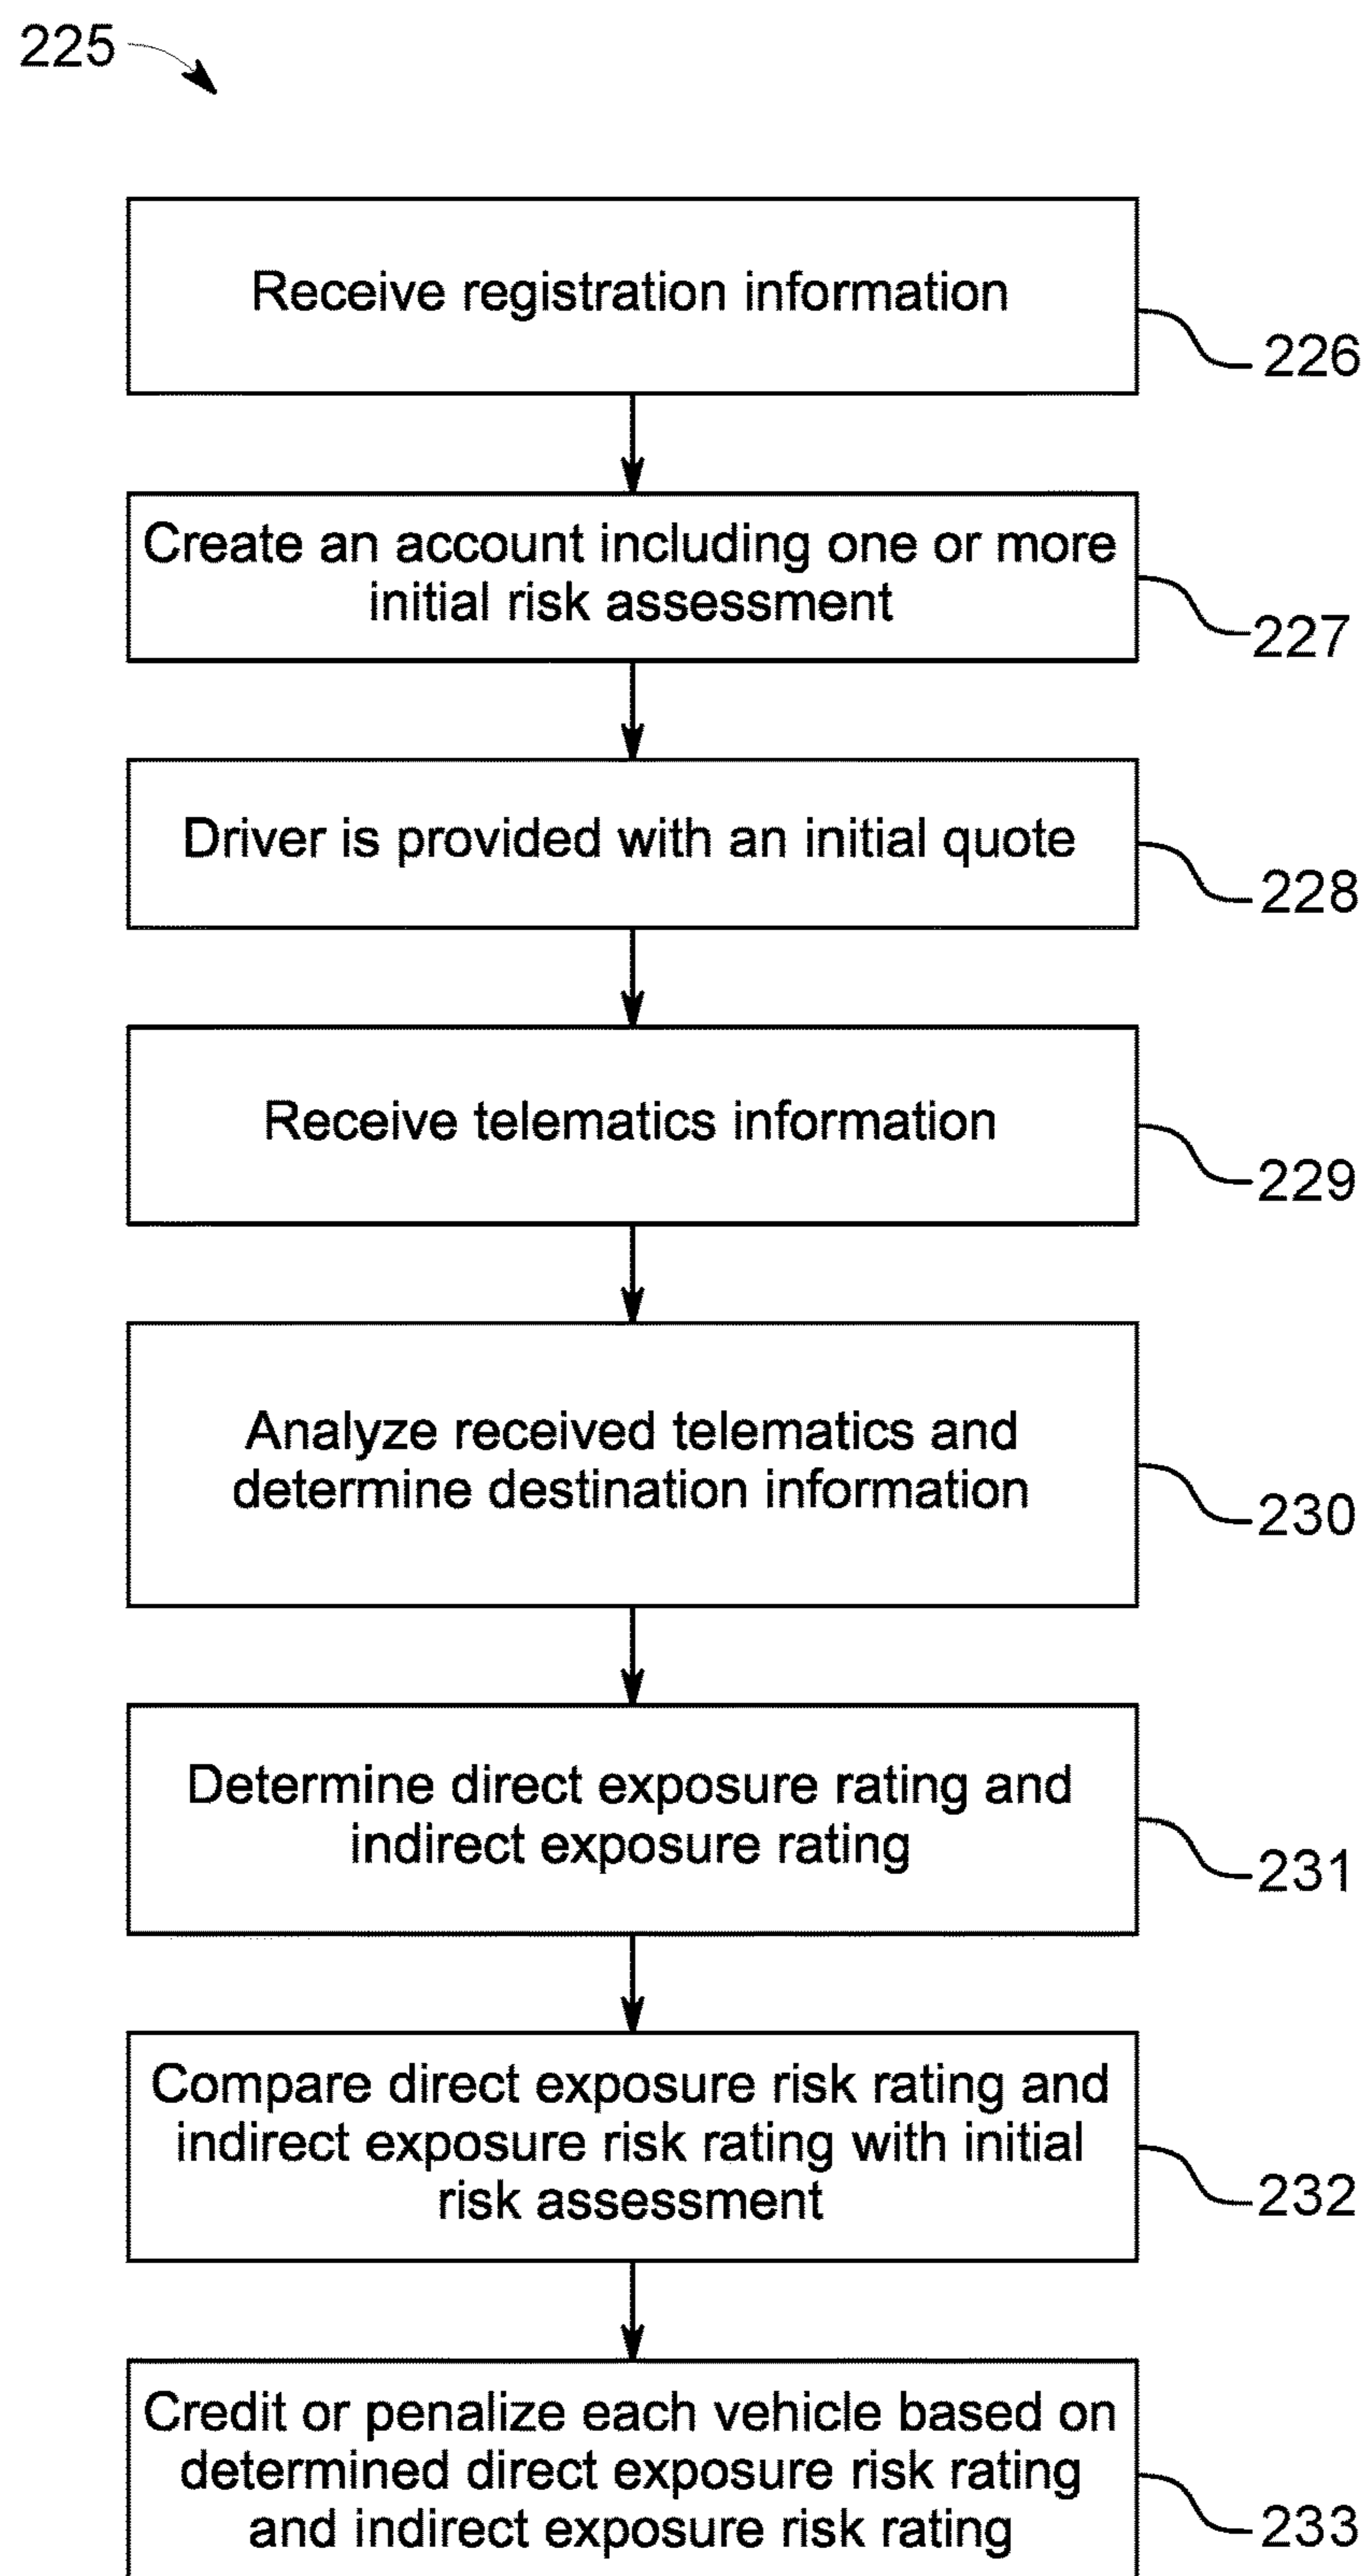 225
Receive registration information
226
Create an account including one or more
initial risk assessment
227
Driver is provided with an initial quote
228
Receive telematics information
229
Analyze received telematics and
determine destination information
230
Determine direct exposure rating and
indirect exposure rating
231
Compare direct exposure risk rating and
indirect exposure risk rating with initial
risk assessment
232
Credit or penalize each vehicle based on
determined direct exposure risk rating
and indirect exposure risk rating
233